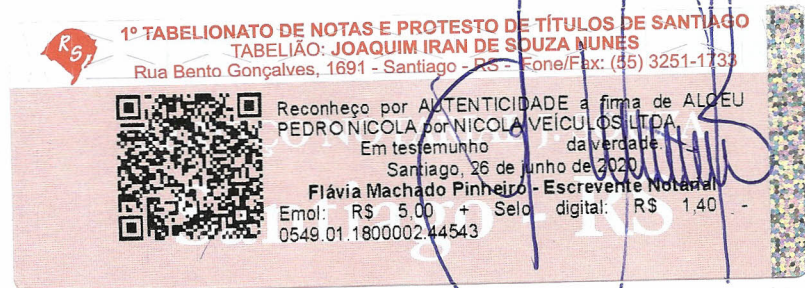 RS
1º TABELIONATO DE NOTAS E PROTESTO DE TÍTULOS DE SANTIAGO
TABELIÃO: JOAQUIM IRAN DE SOUZA NUNES
Rua Bento Gonçalves, 1691 - Santiago - RS - Fone/Fax: (55) 3251-1733
Reconheço por AUTENTICIDADE a firma de ALCEU
PEDRO NICOLA por NICOLA VEÍCULOS LTDA.
Em testemunho da verdade.
Santiago, 26 de junho de 2020
Flávia Machado Pinheiro - Escrevente Notarial
Emol: R$ 5,00 + Selo digital: R$ 1,40 -
0549.01.1800002.44543
Santiago - RS